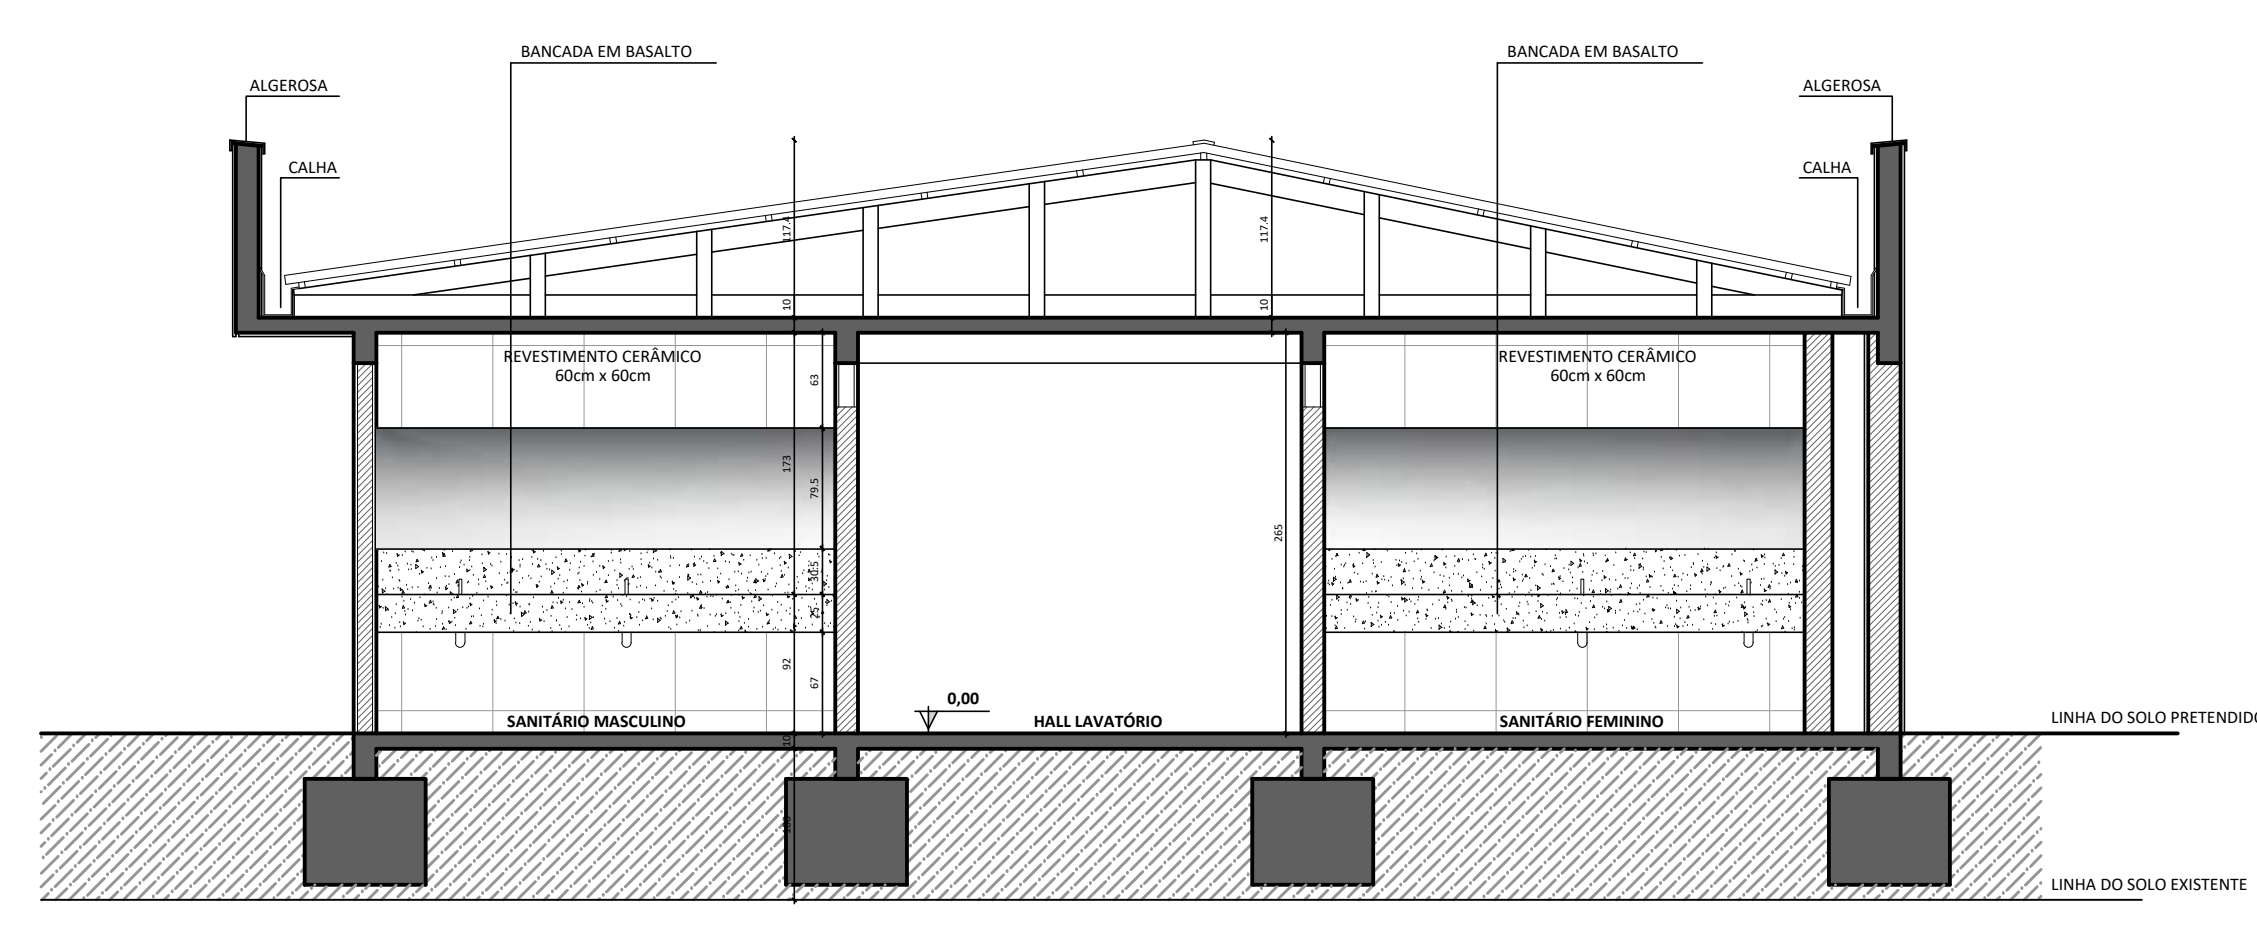 BANCADA EM BASALTO
BANCADA EM BASALTO
ALGEROSA
ALGEROSA
CALHA
CALHA
117.4
117.4
10
10
REVESTIMENTO CERÂMICO
60cm x 60cm
REVESTIMENTO CERÂMICO
60cm x 60cm
63
173
79.5
265
30.5
25
92
67
0,00
SANITÁRIO MASCULINO
HALL LAVATÓRIO
SANITÁRIO FEMININO
LINHA DO SOLO PRETENDIDO
10
LINHA DO SOLO EXISTENTE